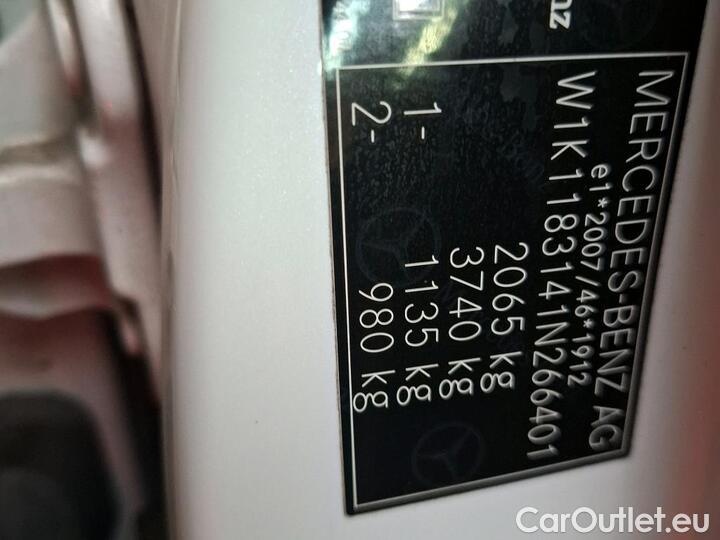 nz
MERCEDES-BENZ AG
e1*2007/46*1912
W1K1183141N266401
2065 kg
3740 kg
1- 1135 kg
2- 980 kg
CarOutlet.eu